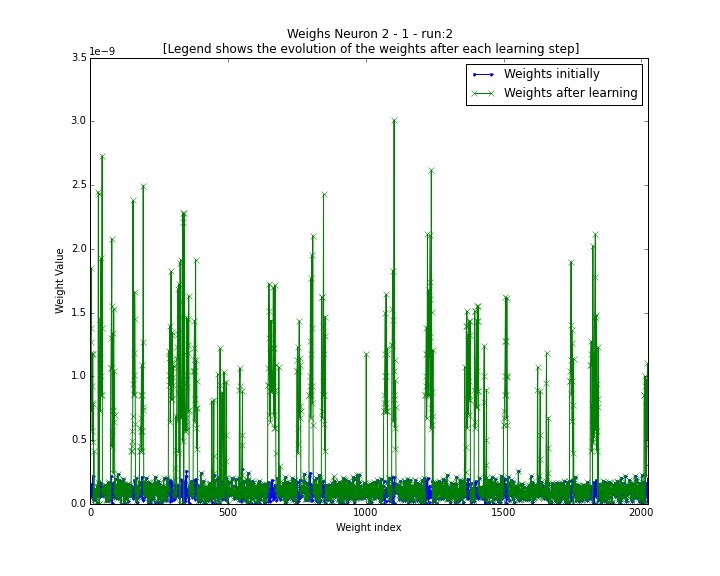 Weighs Neuron 2 - 1 - run:2
[Legend shows the evolution of the weights after each learning step]
1e−9
Weights initially
Weights after learning
3.5
3.0
2.5
2.0
1.5
1.0
0.5
0.0
Weight Value
0
500
1000
1500
2000
Weight index